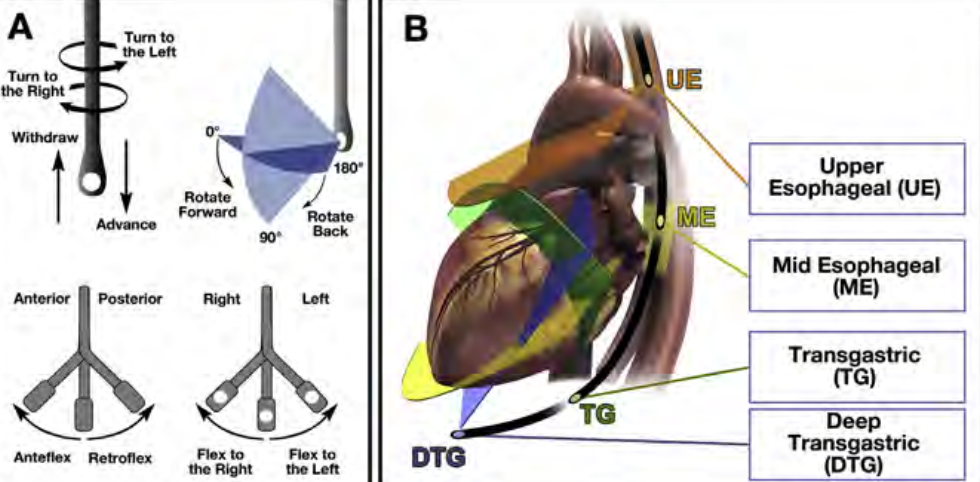 A
Turn to
the Left
Turn to
the Right
Withdraw
Advance
0°
180°
Rotate
Forward
Rotate
Back
90°
Anterior
Posterior
Anteflex
Retroflex
Right
Left
Flex to
the Right
Flex to
the Left
B
UE
ME
TG
DTG
Upper
Esophageal (UE)
Mid Esophageal
(ME)
Transgastric
(TG)
Deep
Transgastric
(DTG)